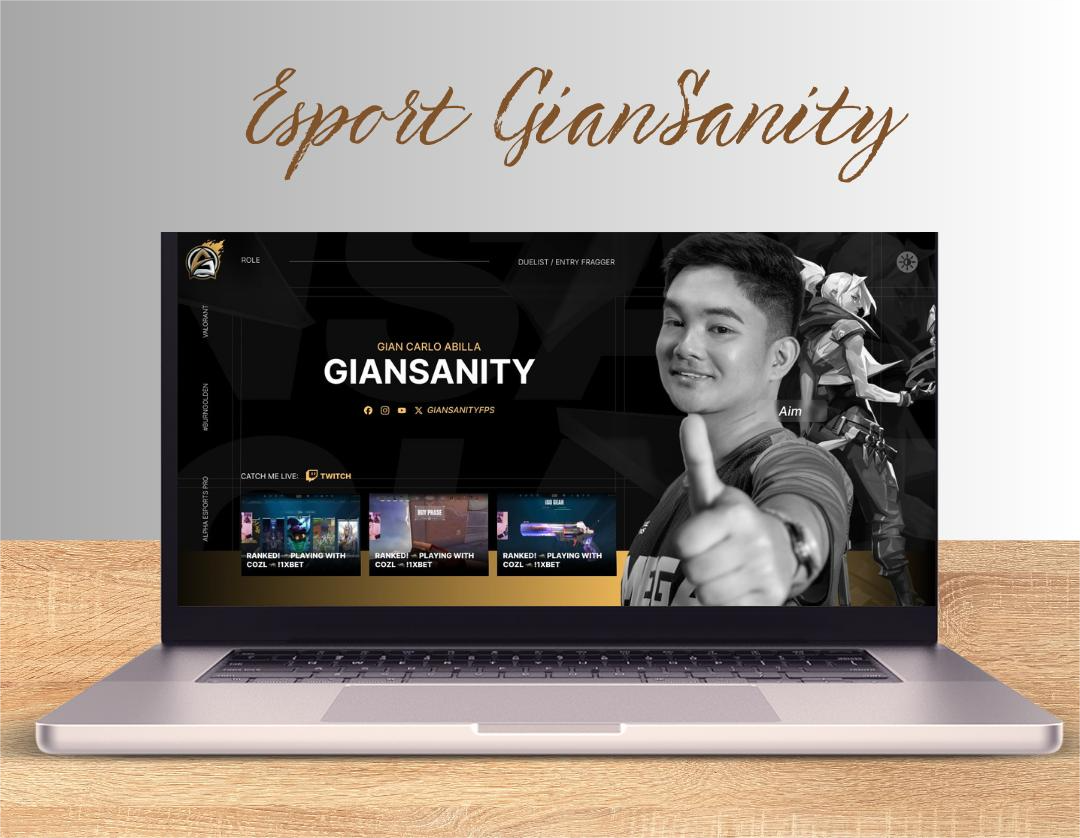 Esport GianSanity
ROLE
DUELIST / ENTRY FRAGGER
VALORANT
#BURNGOLDEN
ALPHA ESPORTS PRO
GIAN CARLO ABILLA
GIANSANITY
GIANSANITYFPS
Aim
CATCH ME LIVE: TWITCH
BUY PHASE
RANKED! PLAYING WITH
COZL !1XBET
RANKED! PLAYING WITH
COZL !1XBET
RANKED! PLAYING WITH
COZL !1XBET